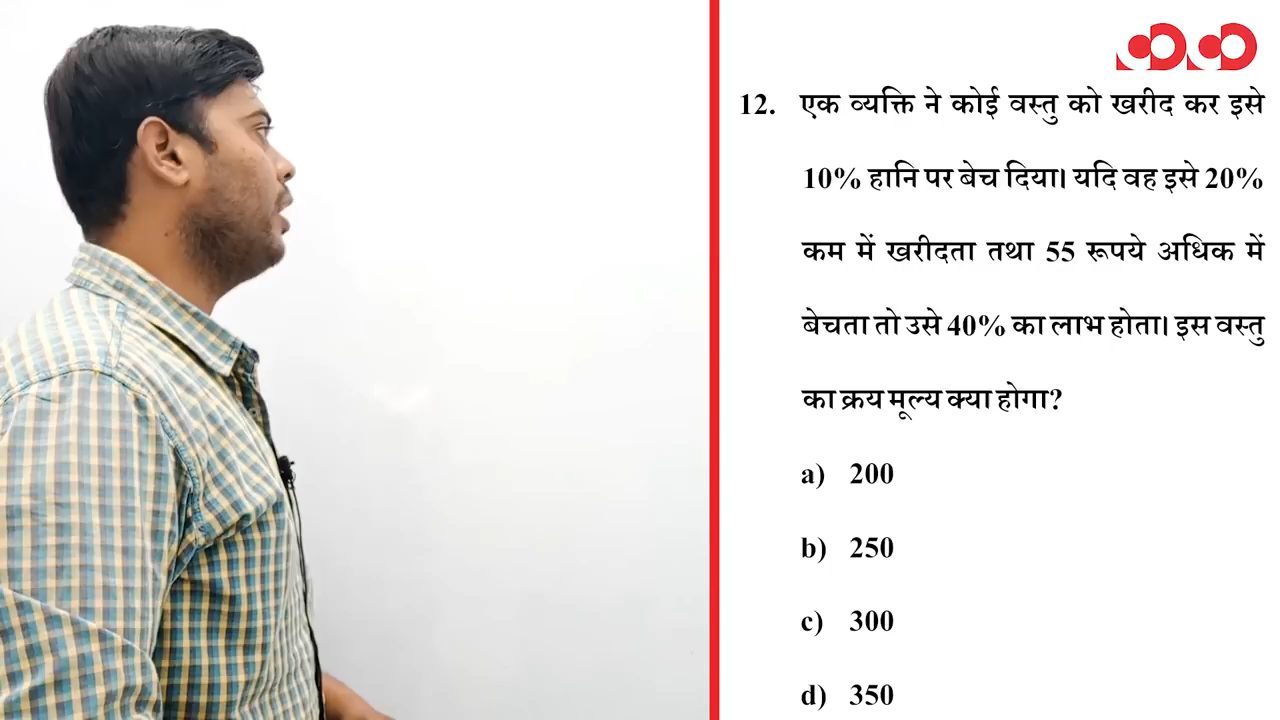 12. एक व्यक्ति ने कोई वस्तु को खरीद कर इसे
10% हानि पर बेच दिया। यदि वह इसे 20%
कम में खरीदता तथा 55 रूपये अधिक में
बेचता तो उसे 40% का लाभ होता। इस वस्तु
का क्रय मूल्य क्या होगा?
a) 200
b) 250
c) 300
d) 350